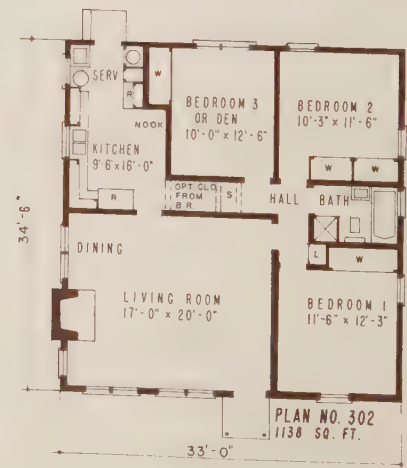 SERV
W
R
BEDROOM 3
OR DEN
10'-0" x 12'-6"
BEDROOM 2
10'-3" x 11'-6"
NOOK
KITCHEN
9'-6 x 16'-0"
R
W
W
OPT CLO
FROM
B.R.
S
HALL
BATH
34'-6"
DINING
L
W
LIVING ROOM
17'-0" x 20'-0"
BEDROOM 1
11'-6" x 12'-3"
PLAN NO. 302
1138 SQ. FT.
33'-0"